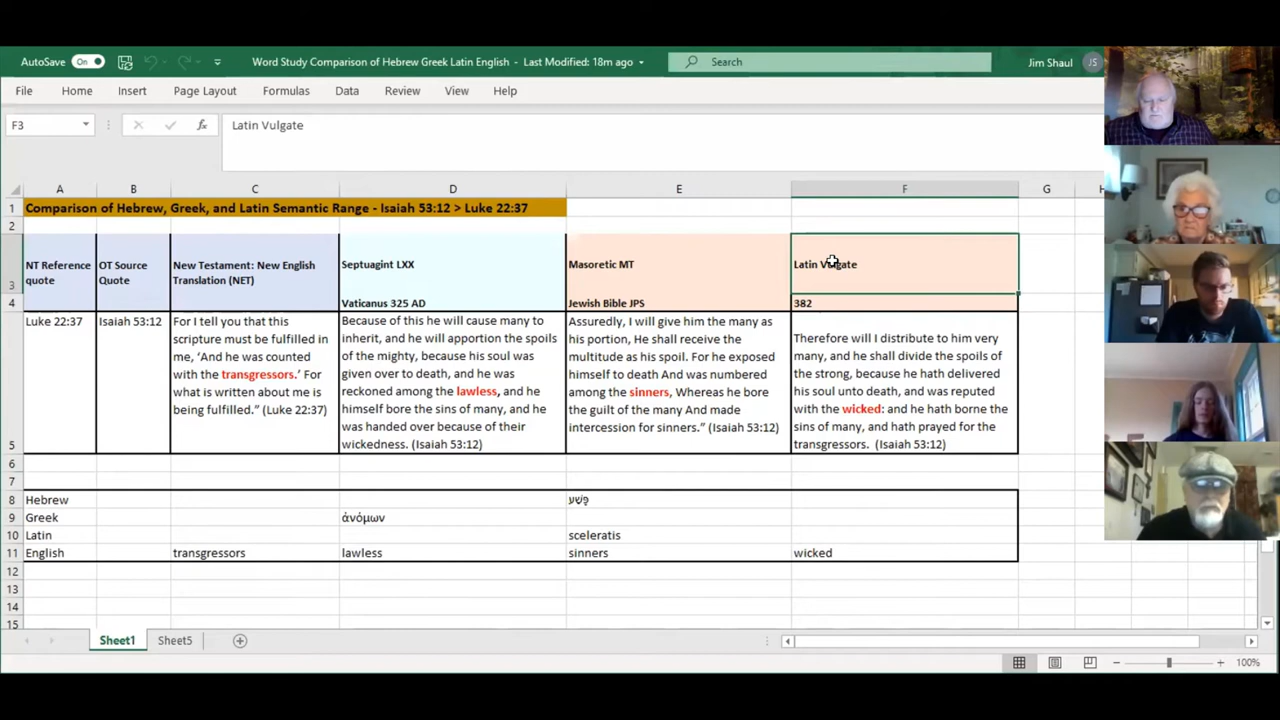 AutoSave On Word Study Comparison of Hebrew Greek Latin English - Last Modified: 18m ago Search Jim Shaul JS
File Home Insert Page Layout Formulas Data Review View Help
F3 fx Latin Vulgate
A B C D E F G H
1 Comparison of Hebrew, Greek, and Latin Semantic Range - Isaiah 53:12 > Luke 22:37
2
3
NT Reference quote
OT Source Quote
New Testament: New English Translation (NET)
Septuagint LXX
Masoretic MT
Latin Vulgate
4 Vaticanus 325 AD Jewish Bible JPS 382
5
Luke 22:37
Isaiah 53:12
For I tell you that this
scripture must be fulfilled in
me, ‘And he was counted
with the transgressors.’ For
what is written about me is
being fulfilled.” (Luke 22:37)
Because of this he will cause many to
inherit, and he will apportion the spoils
of the mighty, because his soul was
given over to death, and he was
reckoned among the lawless, and he
himself bore the sins of many, and he
was handed over because of their
wickedness. (Isaiah 53:12)
Assuredly, I will give him the many as
his portion, He shall receive the
multitude as his spoil. For he exposed
himself to death And was numbered
among the sinners, Whereas he bore
the guilt of the many And made
intercession for sinners.” (Isaiah 53:12)
Therefore will I distribute to him very
many, and he shall divide the spoils of
the strong, because he hath delivered
his soul unto death, and was reputed
with the wicked: and he hath borne the
sins of many, and hath prayed for the
transgressors. (Isaiah 53:12)
6
7
8 Hebrew פֶּשַׁע
9 Greek ἀνόμων
10 Latin sceleratis
11 English transgressors lawless sinners wicked
12
13
14
15
Sheet1 Sheet5
100%